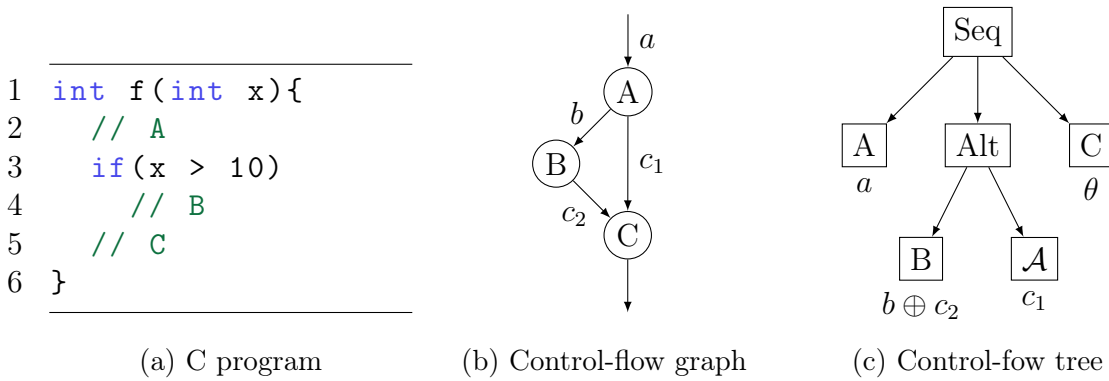 1 int f(int x){
2 // A
3 if(x > 10)
4 // B
5 // C
6 }
(a) C program
a
A
b
B
c₁
c₂
C
(b) Control-flow graph
Seq
A
Alt
C
a
θ
B
𝒜
b ⊕ c₂
c₁
(c) Control-fow tree